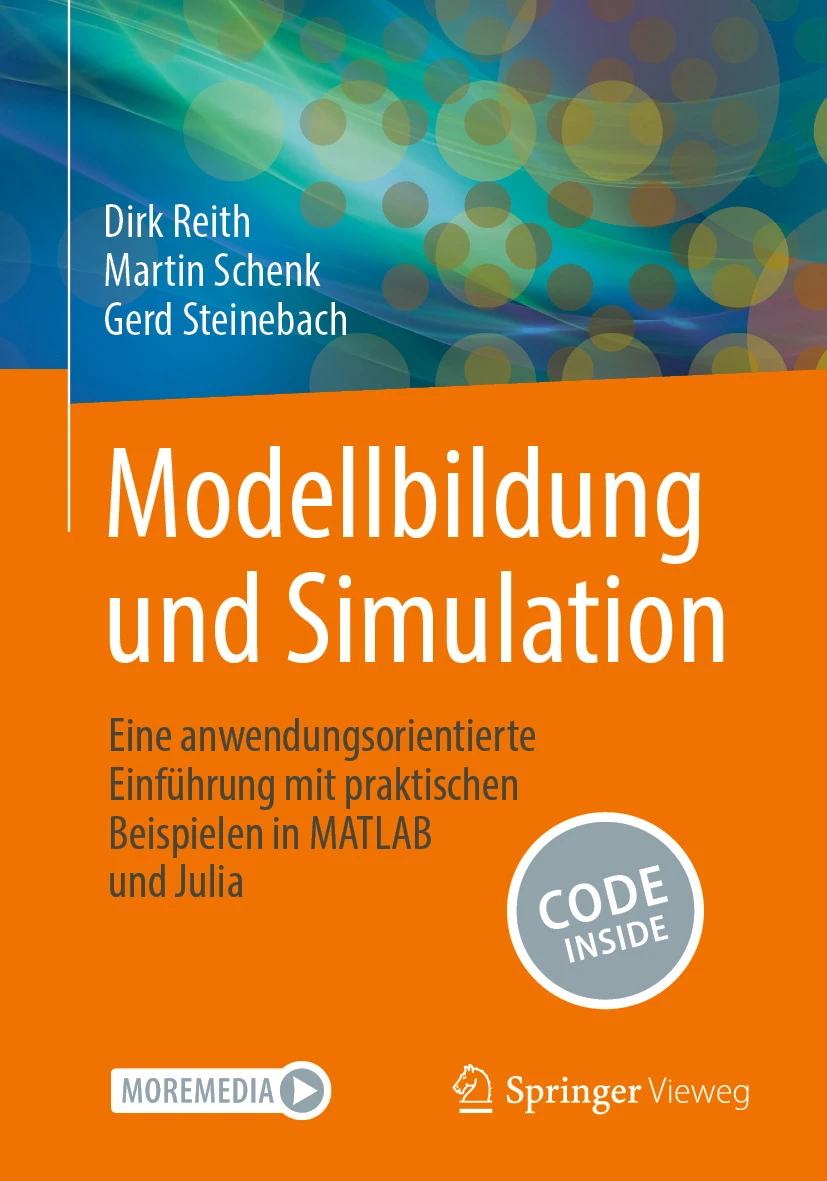 Dirk Reith
Martin Schenk
Gerd Steinebach
Modellbildung
und Simulation
Eine anwendungsorientierte
Einführung mit praktischen
Beispielen in MATLAB
und Julia
CODE
INSIDE
MOREMEDIA
Springer Vieweg